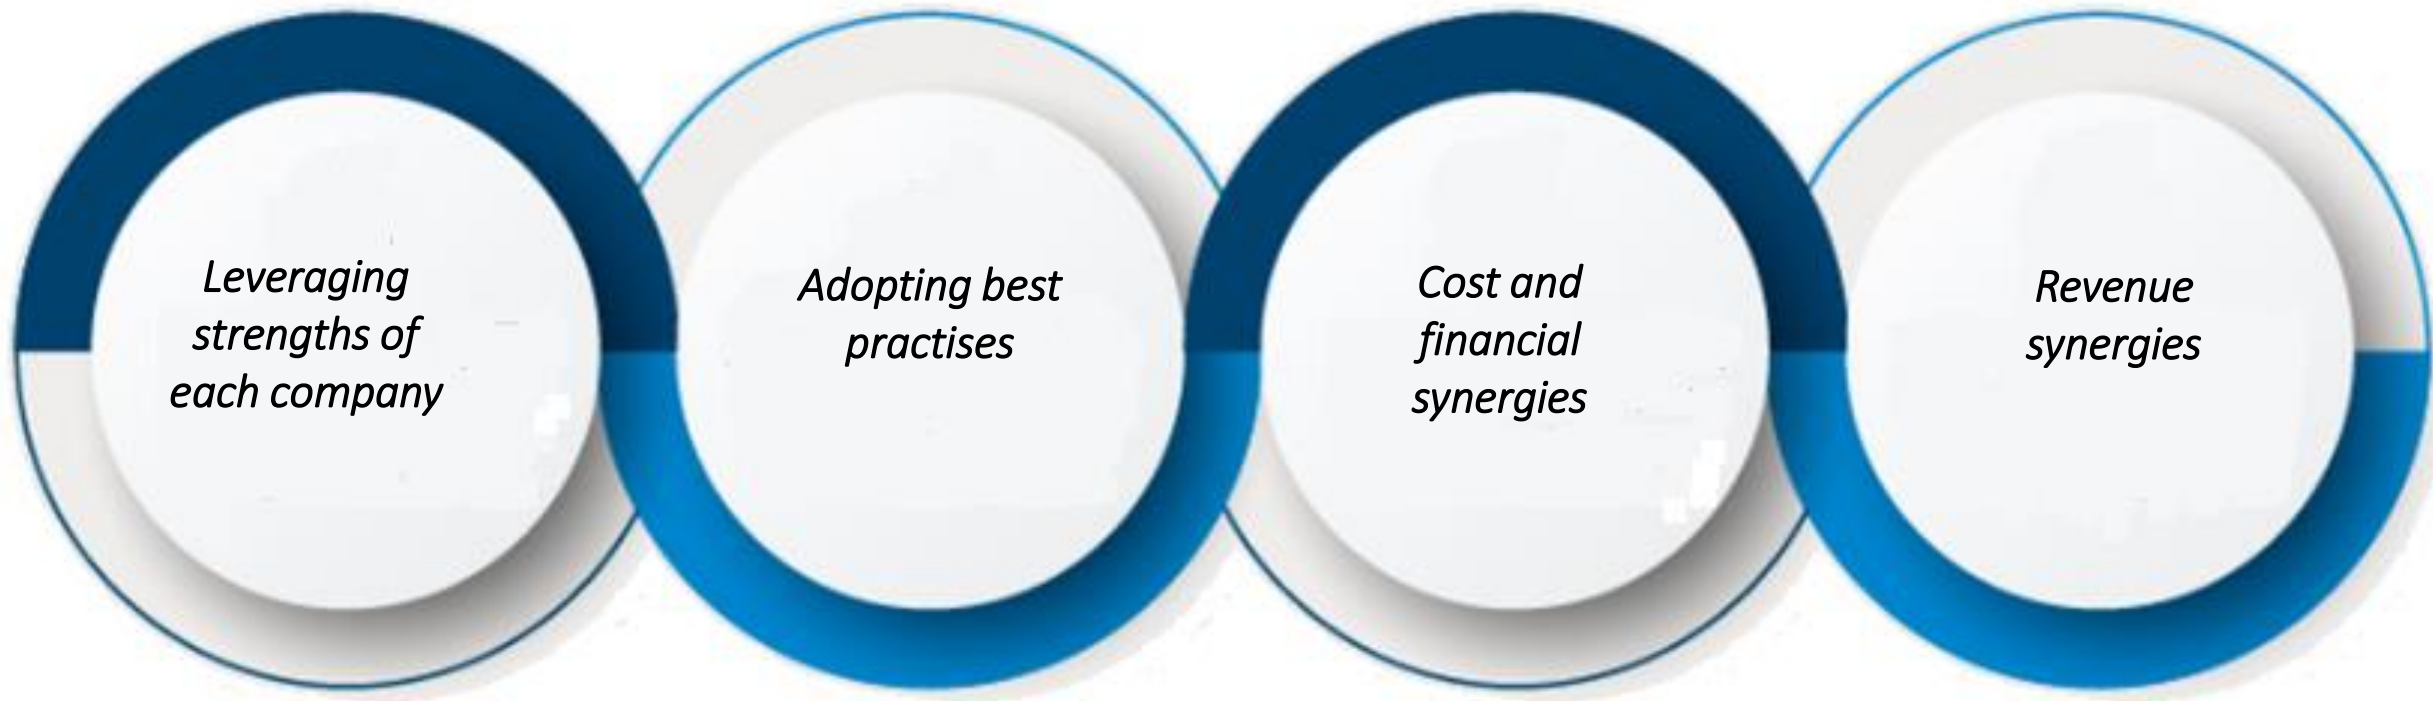 Leveraging
strengths of
each company
Adopting best
practises
Cost and
financial
synergies
Revenue
synergies